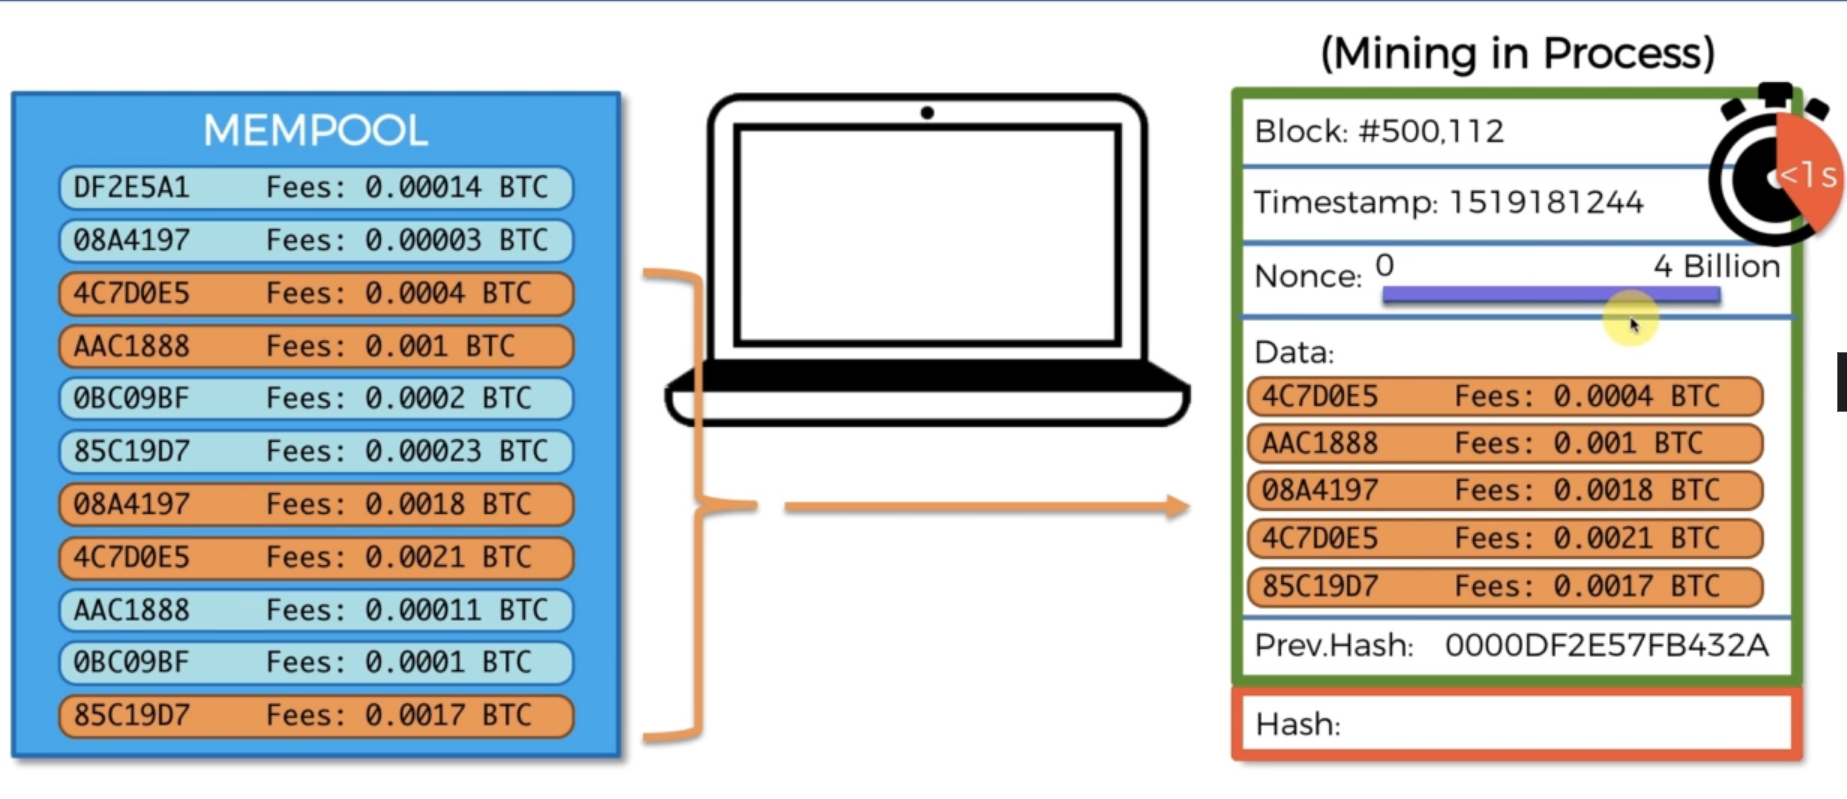 MEMPOOL
DF2E5A1 Fees: 0.00014 BTC
08A4197 Fees: 0.00003 BTC
4C7D0E5 Fees: 0.0004 BTC
AAC1888 Fees: 0.001 BTC
0BC09BF Fees: 0.0002 BTC
85C19D7 Fees: 0.00023 BTC
08A4197 Fees: 0.0018 BTC
4C7D0E5 Fees: 0.0021 BTC
AAC1888 Fees: 0.00011 BTC
0BC09BF Fees: 0.0001 BTC
85C19D7 Fees: 0.0017 BTC
(Mining in Process)
Block: #500,112
<1s
Timestamp: 1519181244
Nonce: 0 4 Billion
Data:
4C7D0E5 Fees: 0.0004 BTC
AAC1888 Fees: 0.001 BTC
08A4197 Fees: 0.0018 BTC
4C7D0E5 Fees: 0.0021 BTC
85C19D7 Fees: 0.0017 BTC
Prev.Hash: 0000DF2E57FB432A
Hash: